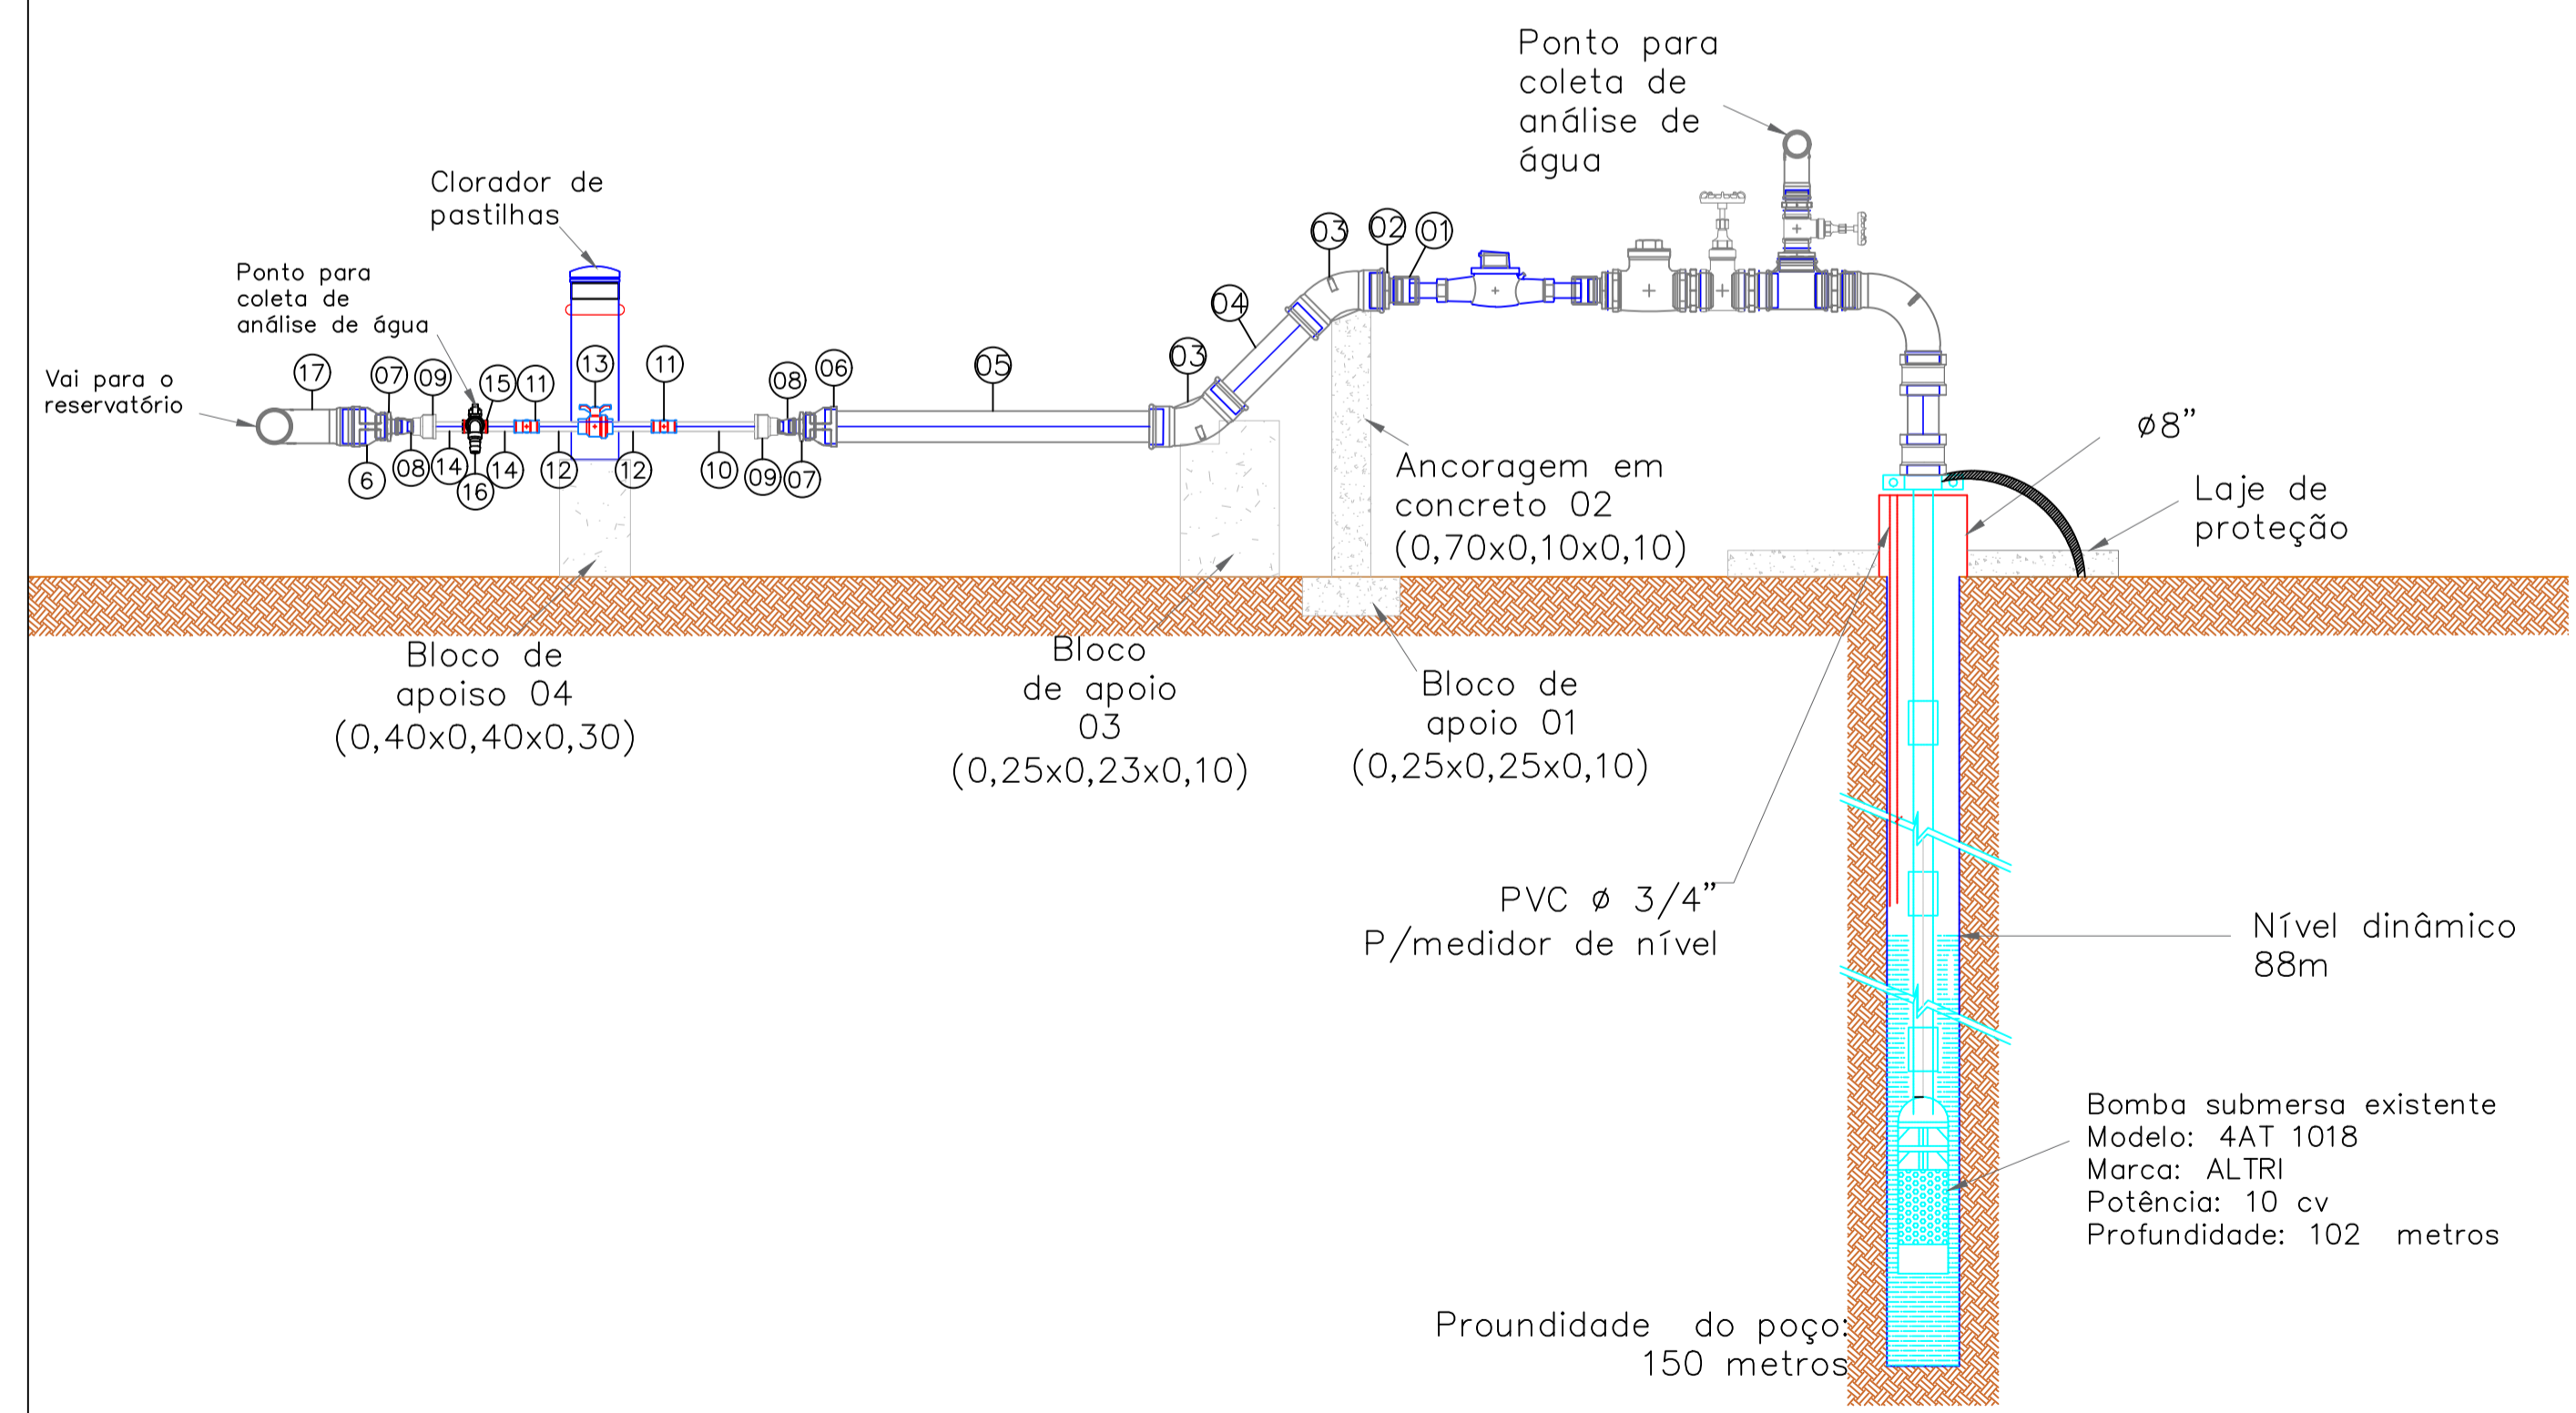 Ponto para
coleta de
análise de
água
Clorador de
pastilhas
Ponto para
coleta de
análise de água
Vai para o
reservatório
17
07
09
15
11
13
11
08
06
05
03
04
03
02
01
6
08
14
16
14
12
12
10
09
07
ø8”
Laje de
proteção
Ancoragem em
concreto 02
(0,70x0,10x0,10)
Bloco de
apoiso 04
(0,40x0,40x0,30)
Bloco
de apoio
03
(0,25x0,23x0,10)
Bloco de
apoio 01
(0,25x0,25x0,10)
PVC ø 3/4”
P/medidor de nível
Nível dinâmico
88m
Bomba submersa existente
Modelo: 4AT 1018
Marca: ALTRI
Potência: 10 cv
Profundidade: 102 metros
Proundidade do poço:
150 metros